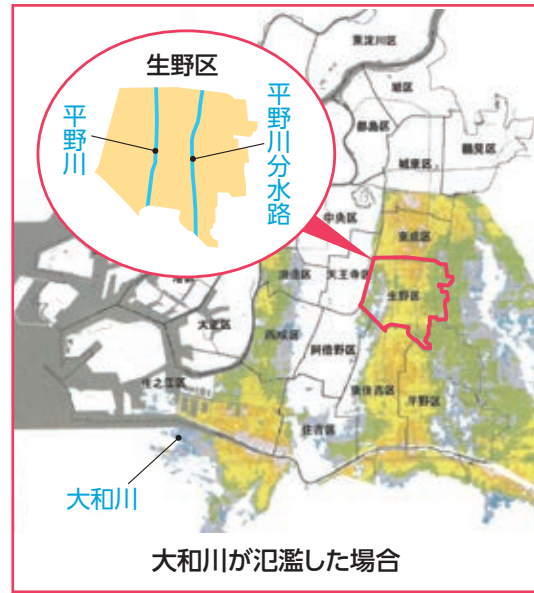 東淀川区
旭区
都島区
鶴見区
城東区
生野区
平野川
平野川分水路
中央区
東成区
浪速区
天王寺区
生野区
大正区
西成区
阿倍野区
住之江区
東住吉区
平野区
住吉区
大和川
大和川が氾濫した場合